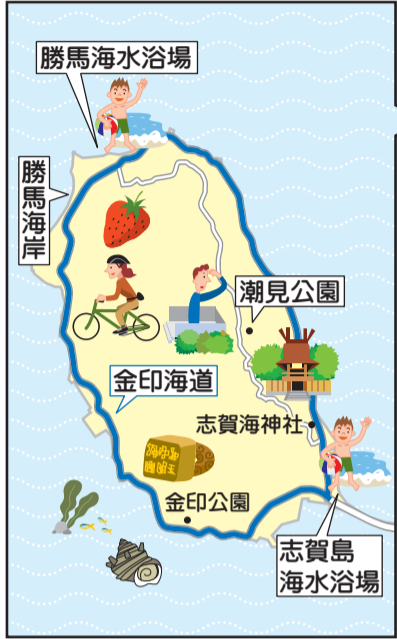 勝馬海水浴場
勝馬海岸
潮見公園
金印海道
志賀海神社
金印公園
志賀島
海水浴場